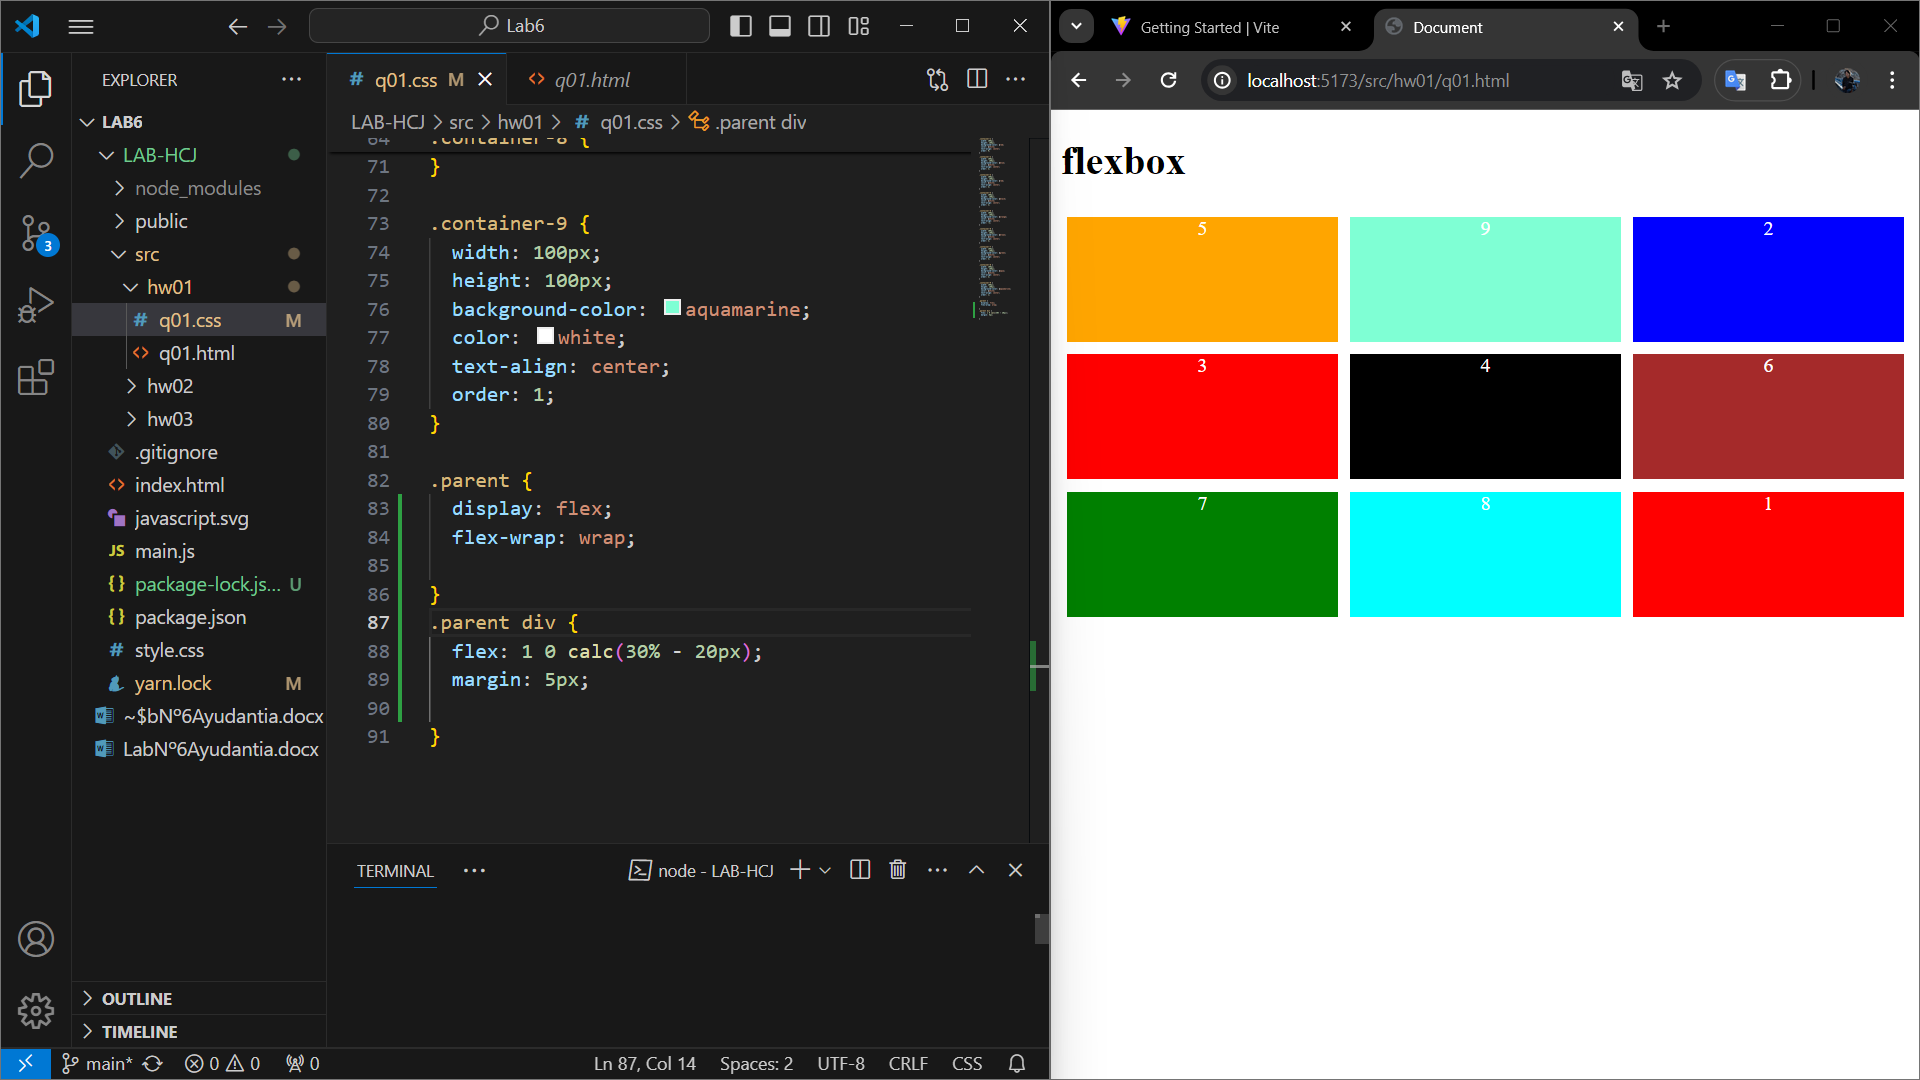 Lab6
EXPLORER
LAB6
LAB-HCJ
node_modules
public
src
hw01
q01.css M
q01.html
hw02
hw03
.gitignore
index.html
javascript.svg
JS main.js
{} package-lock.js... U
{} package.json
# style.css
yarn.lock M
~$bNº6Ayudantia.docx
LabNº6Ayudantia.docx
OUTLINE
TIMELINE
3
# q01.css M
q01.html
LAB-HCJ > src > hw01 > # q01.css > .parent div
64 .container-8 {
71 }
72
73 .container-9 {
74 width: 100px;
75 height: 100px;
76 background-color: aquamarine;
77 color: white;
78 text-align: center;
79 order: 1;
80 }
81
82 .parent {
83 display: flex;
84 flex-wrap: wrap;
85
86 }
87 .parent div {
88 flex: 1 0 calc(30% - 20px);
89 margin: 5px;
90
91 }
TERMINAL
node - LAB-HCJ
main* 0 0 0
Ln 87, Col 14 Spaces: 2 UTF-8 CRLF CSS
Getting Started | Vite
Document
localhost:5173/src/hw01/q01.html
flexbox
5 9 2
3 4 6
7 8 1